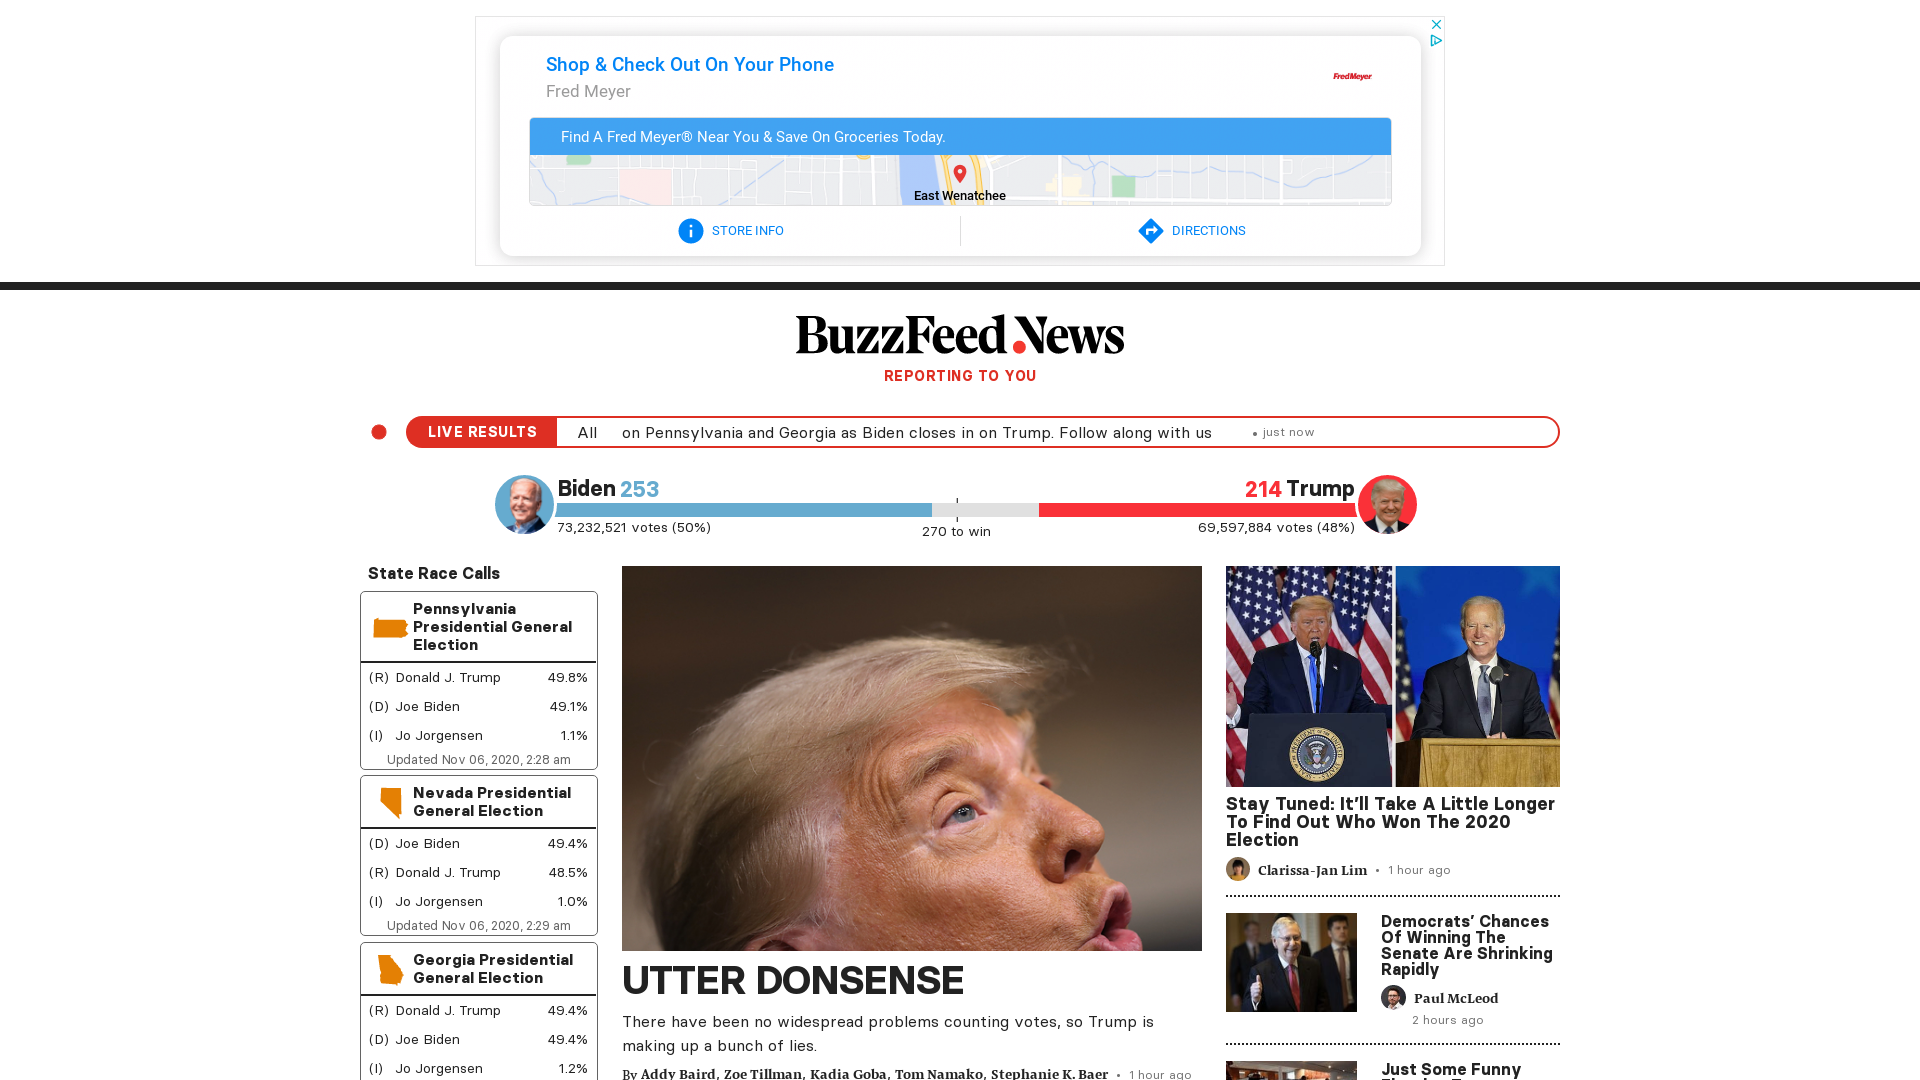 Shop & Check Out On Your Phone
Fred Meyer
FredMeyer
Find A Fred Meyer® Near You & Save On Groceries Today.
East Wenatchee
STORE INFO
DIRECTIONS
BuzzFeed News
REPORTING TO YOU
LIVE RESULTS
All on Pennsylvania and Georgia as Biden closes in on Trump. Follow along with us • just now
Biden 253
214 Trump
73,232,521 votes (50%)
270 to win
69,597,884 votes (48%)
State Race Calls
Pennsylvania
Presidential General
Election
(R) Donald J. Trump 49.8%
(D) Joe Biden 49.1%
(I) Jo Jorgensen 1.1%
Updated Nov 06, 2020, 2:28 am
Nevada Presidential
General Election
(D) Joe Biden 49.4%
(R) Donald J. Trump 48.5%
(I) Jo Jorgensen 1.0%
Updated Nov 06, 2020, 2:29 am
Georgia Presidential
General Election
(R) Donald J. Trump 49.4%
(D) Joe Biden 49.4%
(I) Jo Jorgensen 1.2%
UTTER DONSENSE
There have been no widespread problems counting votes, so Trump is
making up a bunch of lies.
By Addy Baird, Zoe Tillman, Kadia Goba, Tom Namako, Stephanie K. Baer • 1 hour ago
Stay Tuned: It’ll Take A Little Longer
To Find Out Who Won The 2020
Election
Clarissa-Jan Lim • 1 hour ago
Democrats’ Chances
Of Winning The
Senate Are Shrinking
Rapidly
Paul McLeod
2 hours ago
Just Some Funny